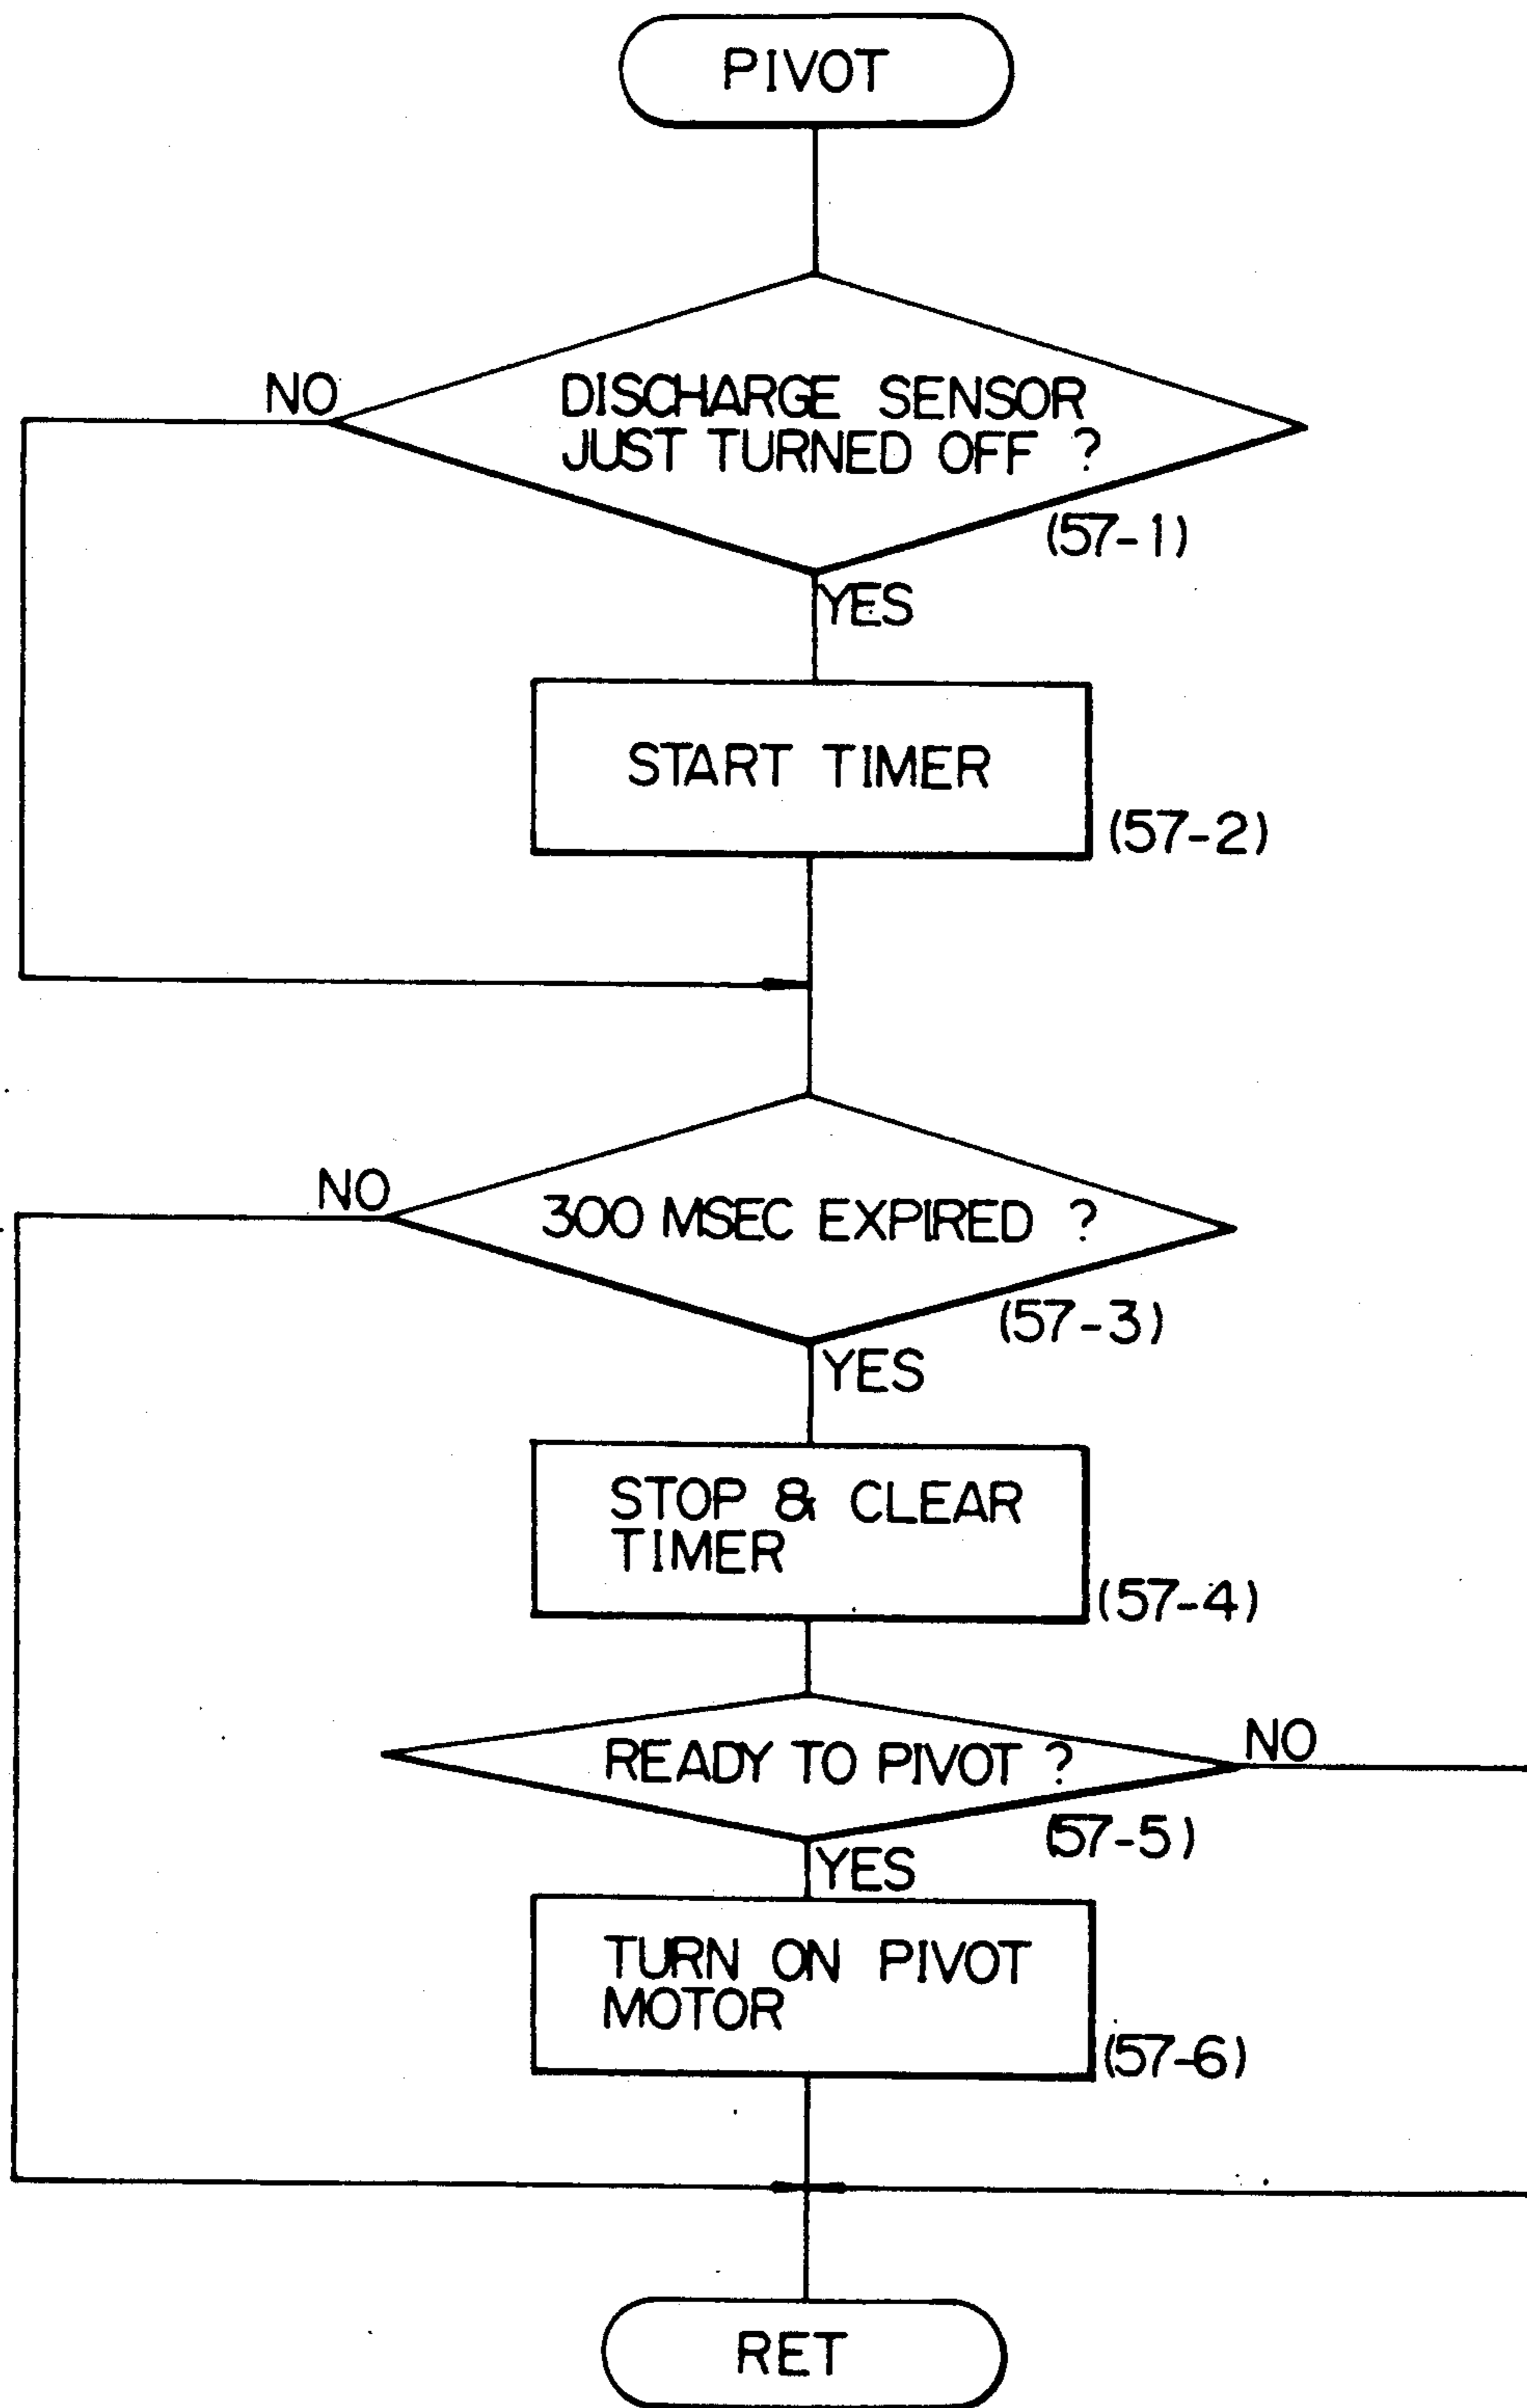 PIVOT
NO
DISCHARGE SENSOR
JUST TURNED OFF ?
(57-1)
YES
START TIMER
(57-2)
NO
300 MSEC EXPIRED ?
(57-3)
YES
STOP & CLEAR
TIMER
(57-4)
READY TO PIVOT ?
NO
(57-5)
YES
TURN ON PIVOT
MOTOR
(57-6)
RET